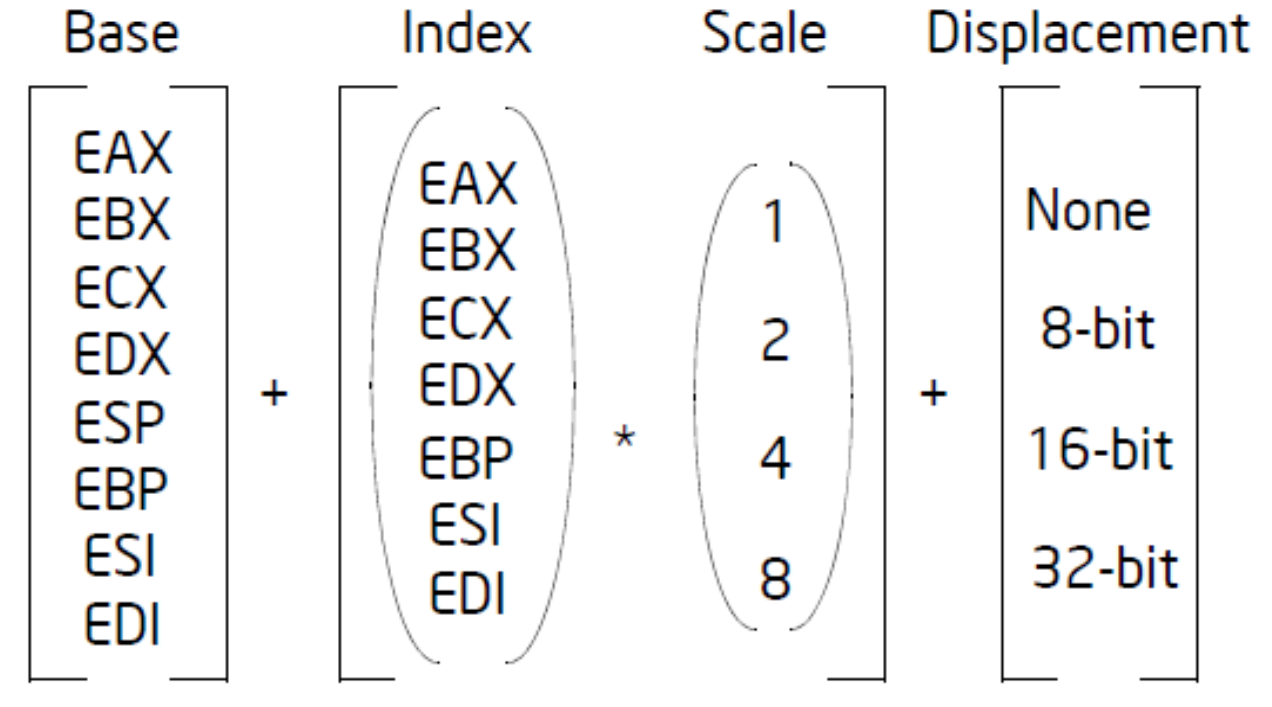 Base Index Scale Displacement
EAX
EBX
ECX
EDX
ESP
EBP
ESI
EDI
+
EAX
EBX
ECX
EDX
EBP
ESI
EDI
*
1
2
4
8
+
None
8-bit
16-bit
32-bit